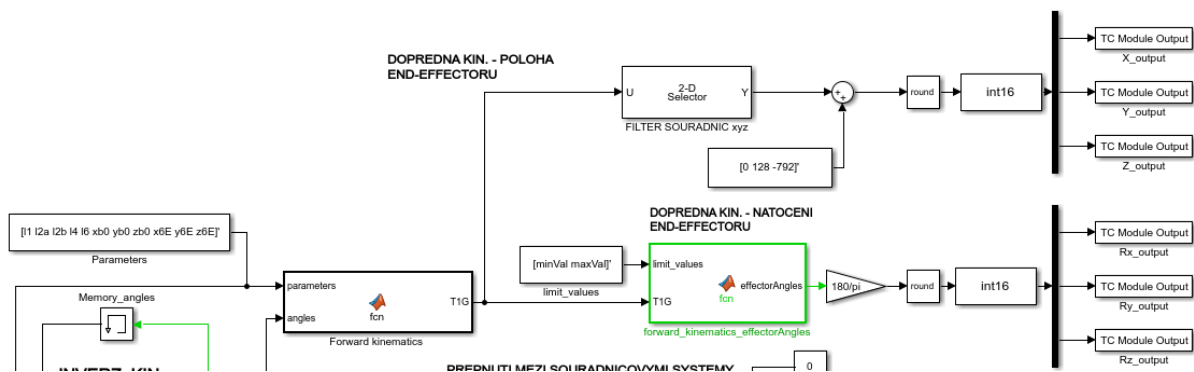 DOPREDNA KIN. - POLOHA
END-EFFECTORU
U
2-D
Selector
Y
FILTER SOURADNIC xyz
+
+
round
int16
TC Module Output
X_output
TC Module Output
Y_output
TC Module Output
Z_output
[0 128 -792]'
DOPREDNA KIN. - NATOCENI
END-EFFECTORU
[l1 l2a l2b l4 l6 xb0 yb0 zb0 x6E y6E z6E]'
Parameters
[minVal maxVal]'
limit_values
limit_values
T1G
fcn
effectorAngles
forward_kinematics_effectorAngles
180/pi
round
int16
TC Module Output
Rx_output
TC Module Output
Ry_output
TC Module Output
Rz_output
Memory_angles
parameters
angles
fcn
T1G
Forward kinematics
PREPNUTI MEZI SOURADNICOVYMI SYSTEMY
0